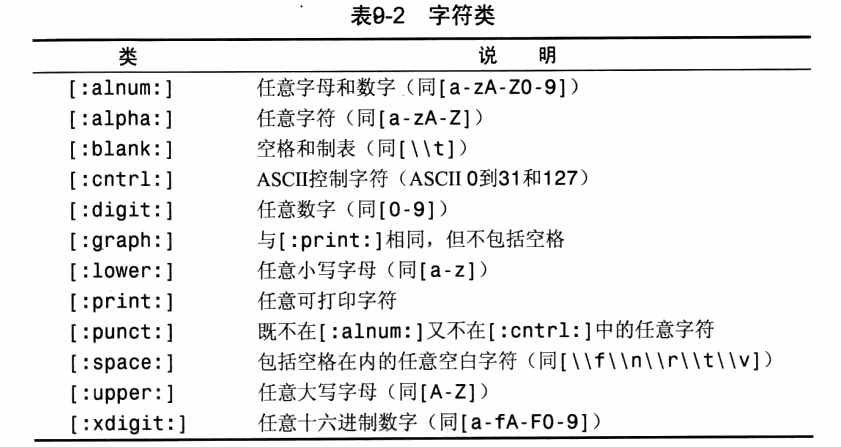 表9-2 字符类
类 说 明
[:alnum:] 任意字母和数字（同[a-zA-Z0-9]）
[:alpha:] 任意字符（同[a-zA-Z]）
[:blank:] 空格和制表（同[\\t]）
[:cntrl:] ASCII控制字符（ASCII 0到31和127）
[:digit:] 任意数字（同[0-9]）
[:graph:] 与[:print:]相同，但不包括空格
[:lower:] 任意小写字母（同[a-z]）
[:print:] 任意可打印字符
[:punct:] 既不在[:alnum:]又不在[:cntrl:]中的任意字符
[:space:] 包括空格在内的任意空白字符（同[\\f\\n\\r\\t\\v]）
[:upper:] 任意大写字母（同[A-Z]）
[:xdigit:] 任意十六进制数字（同[a-fA-F0-9]）